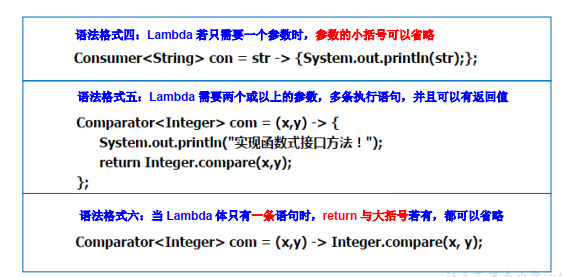 语法格式四：Lambda 若只需要一个参数时，参数的小括号可以省略
Consumer<String> con = str -> {System.out.println(str);};
语法格式五：Lambda 需要两个或以上的参数，多条执行语句，并且可以有返回值
Comparator<Integer> com = (x,y) -> {
System.out.println("实现函数式接口方法！");
return Integer.compare(x,y);
};
语法格式六：当 Lambda 体只有一条语句时，return 与大括号若有，都可以省略
Comparator<Integer> com = (x,y) -> Integer.compare(x, y);